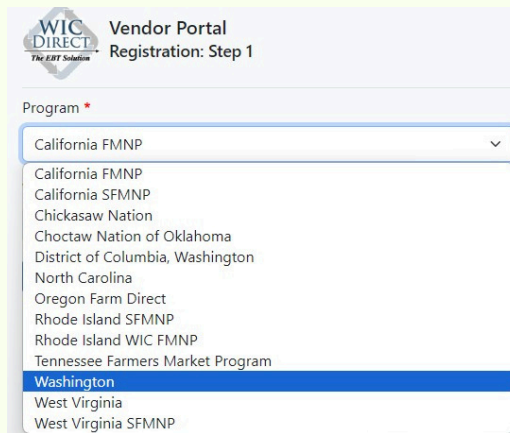 WIC
DIRECT
The EBT Solution
Vendor Portal
Registration: Step 1
Program *
California FMNP
California FMNP
California SFMNP
Chickasaw Nation
Choctaw Nation of Oklahoma
District of Columbia, Washington
North Carolina
Oregon Farm Direct
Rhode Island SFMNP
Rhode Island WIC FMNP
Tennessee Farmers Market Program
Washington
West Virginia
West Virginia SFMNP